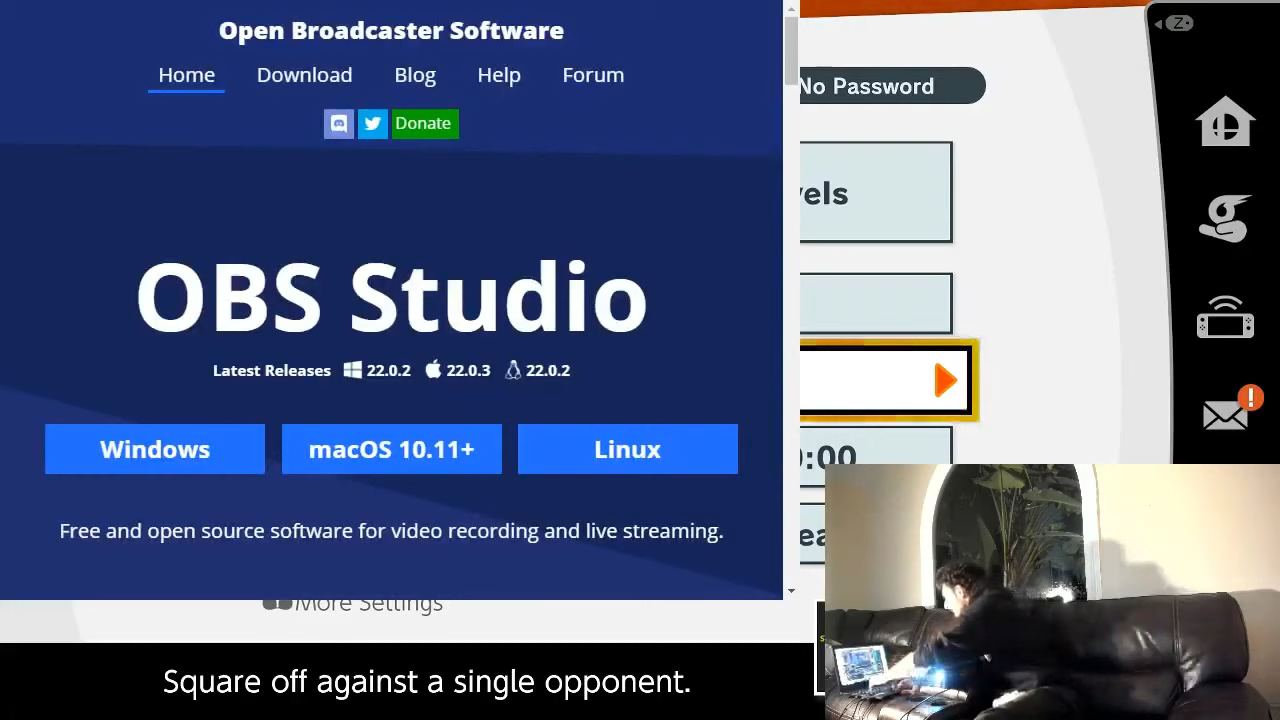 Open Broadcaster Software
Home Download Blog Help Forum
Donate
OBS Studio
Latest Releases 22.0.2 22.0.3 22.0.2
Windows macOS 10.11+ Linux
Free and open source software for video recording and live streaming.
Z
No Password
vels
:00
More Settings
Square off against a single opponent.